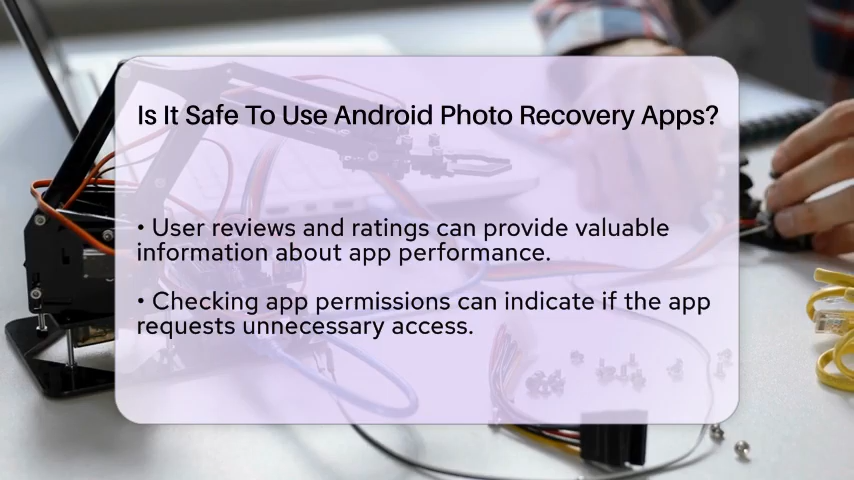 Is It Safe To Use Android Photo Recovery Apps?
• User reviews and ratings can provide valuable
information about app performance.
• Checking app permissions can indicate if the app
requests unnecessary access.